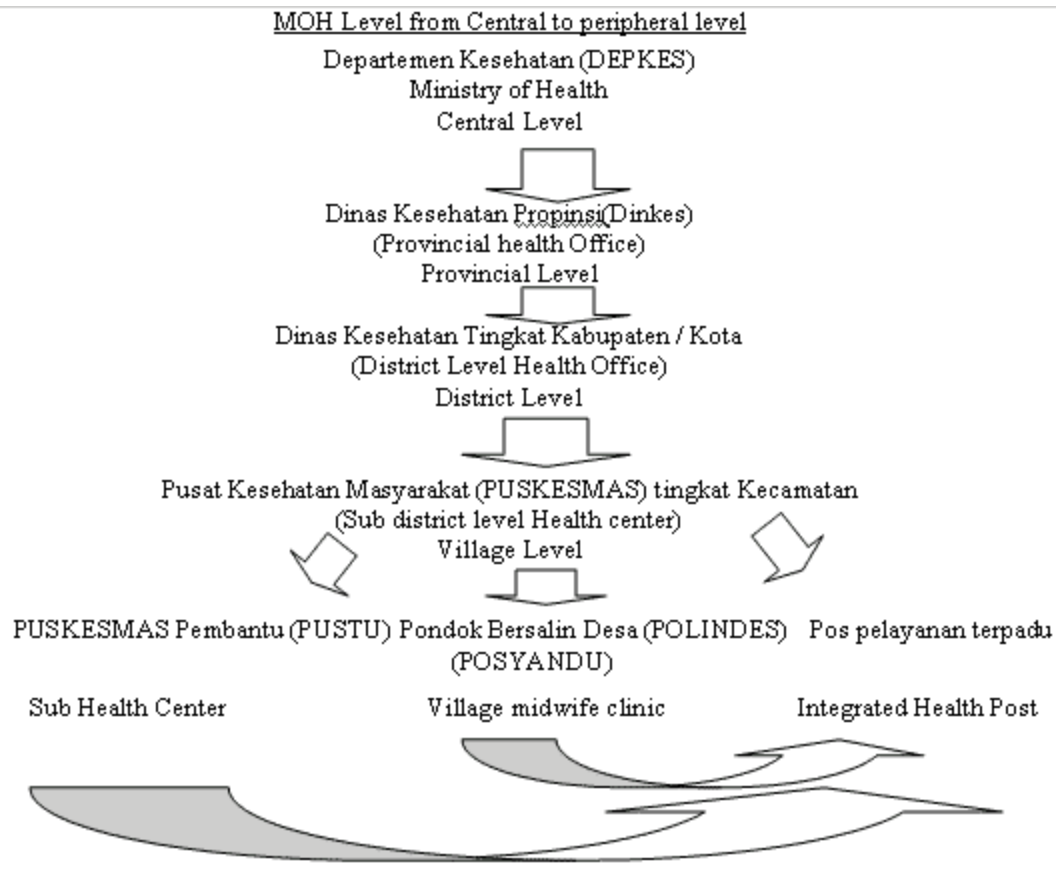 MOH Level from Central to peripheral level
Departemen Kesehatan (DEPKES)
Ministry of Health
Central Level
Dinas Kesehatan Propinsi(Dinkes)
(Provincial health Office)
Provincial Level
Dinas Kesehatan Tingkat Kabupaten / Kota
(District Level Health Office)
District Level
Pusat Kesehatan Masyarakat (PUSKESMAS) tingkat Kecamatan
(Sub district level Health center)
Village Level
PUSKESMAS Pembantu (PUSTU) Pondok Bersalin Desa (POLINDES) Pos pelayanan terpadu
(POSYANDU)
Sub Health Center Village midwife clinic Integrated Health Post